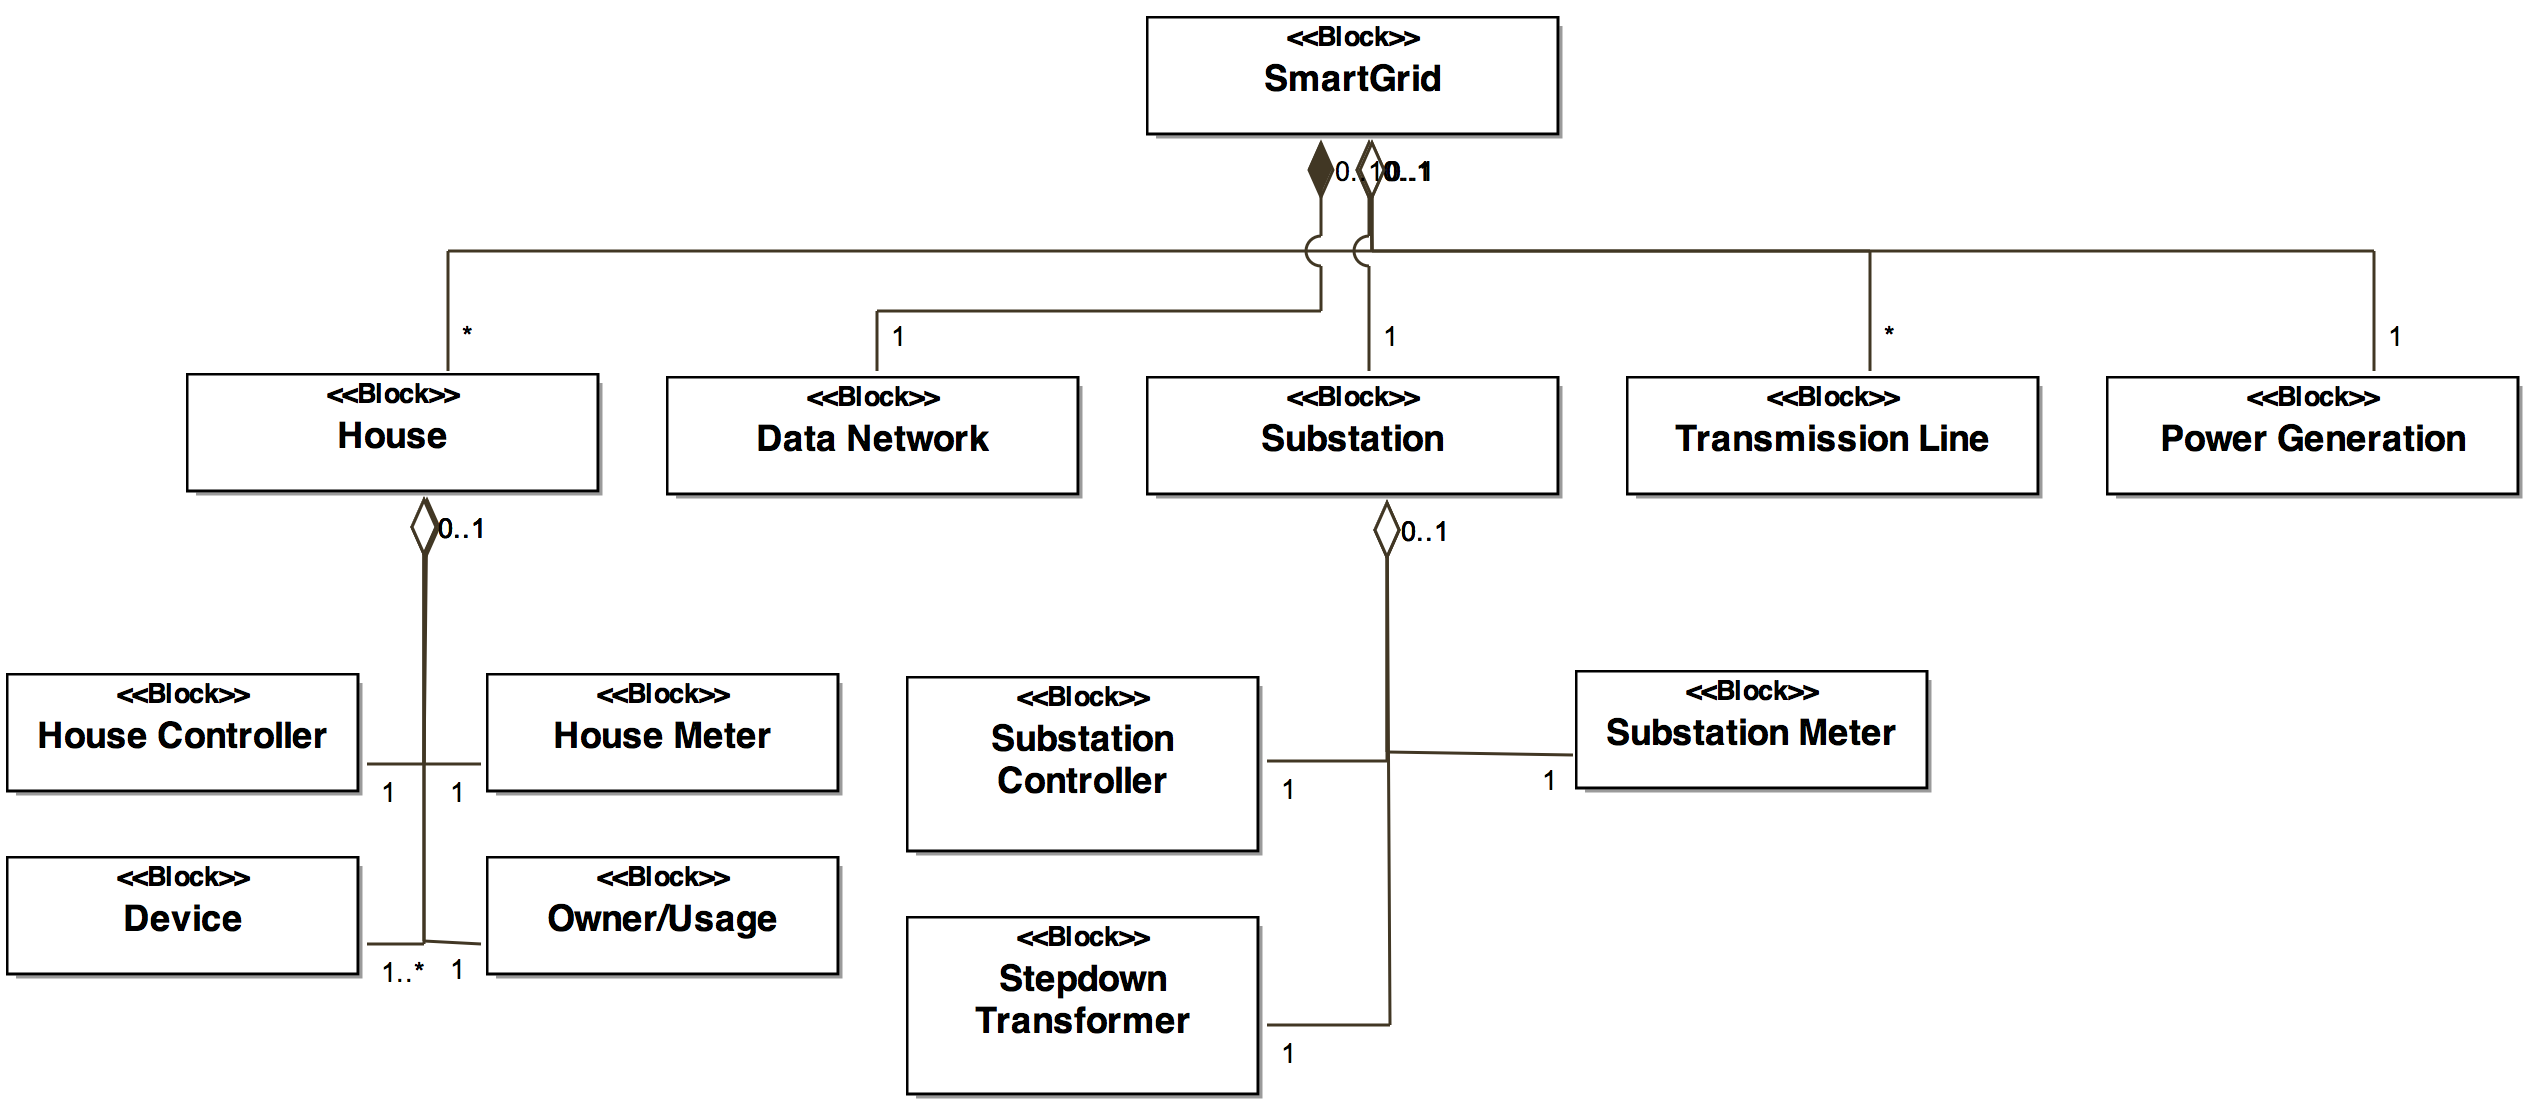 <<Block>>
SmartGrid
0..1
0..1
*
1
1
*
1
<<Block>>
House
<<Block>>
Data Network
<<Block>>
Substation
<<Block>>
Transmission Line
<<Block>>
Power Generation
0..1
0..1
<<Block>>
House Controller
<<Block>>
House Meter
<<Block>>
Substation
Controller
<<Block>>
Substation Meter
1
1
1
1
<<Block>>
Device
<<Block>>
Owner/Usage
<<Block>>
Stepdown
Transformer
1..*
1
1